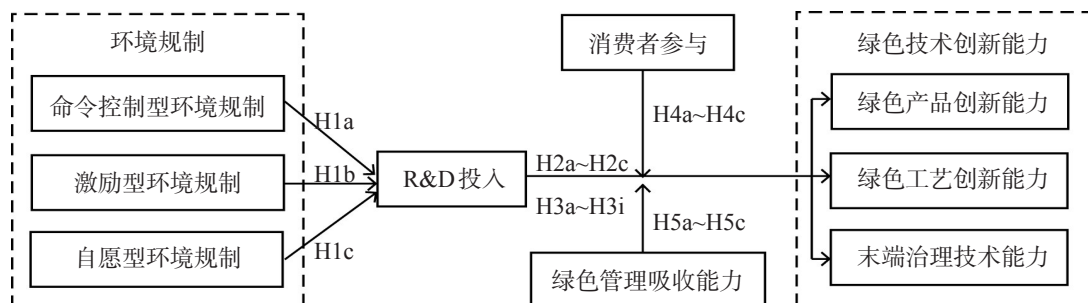 环境规制
命令控制型环境规制
激励型环境规制
自愿型环境规制
H1a
H1b
H1c
R&D投入
H2a~H2c
H3a~H3i
消费者参与
H4a~H4c
H5a~H5c
绿色管理吸收能力
绿色技术创新能力
绿色产品创新能力
绿色工艺创新能力
末端治理技术能力